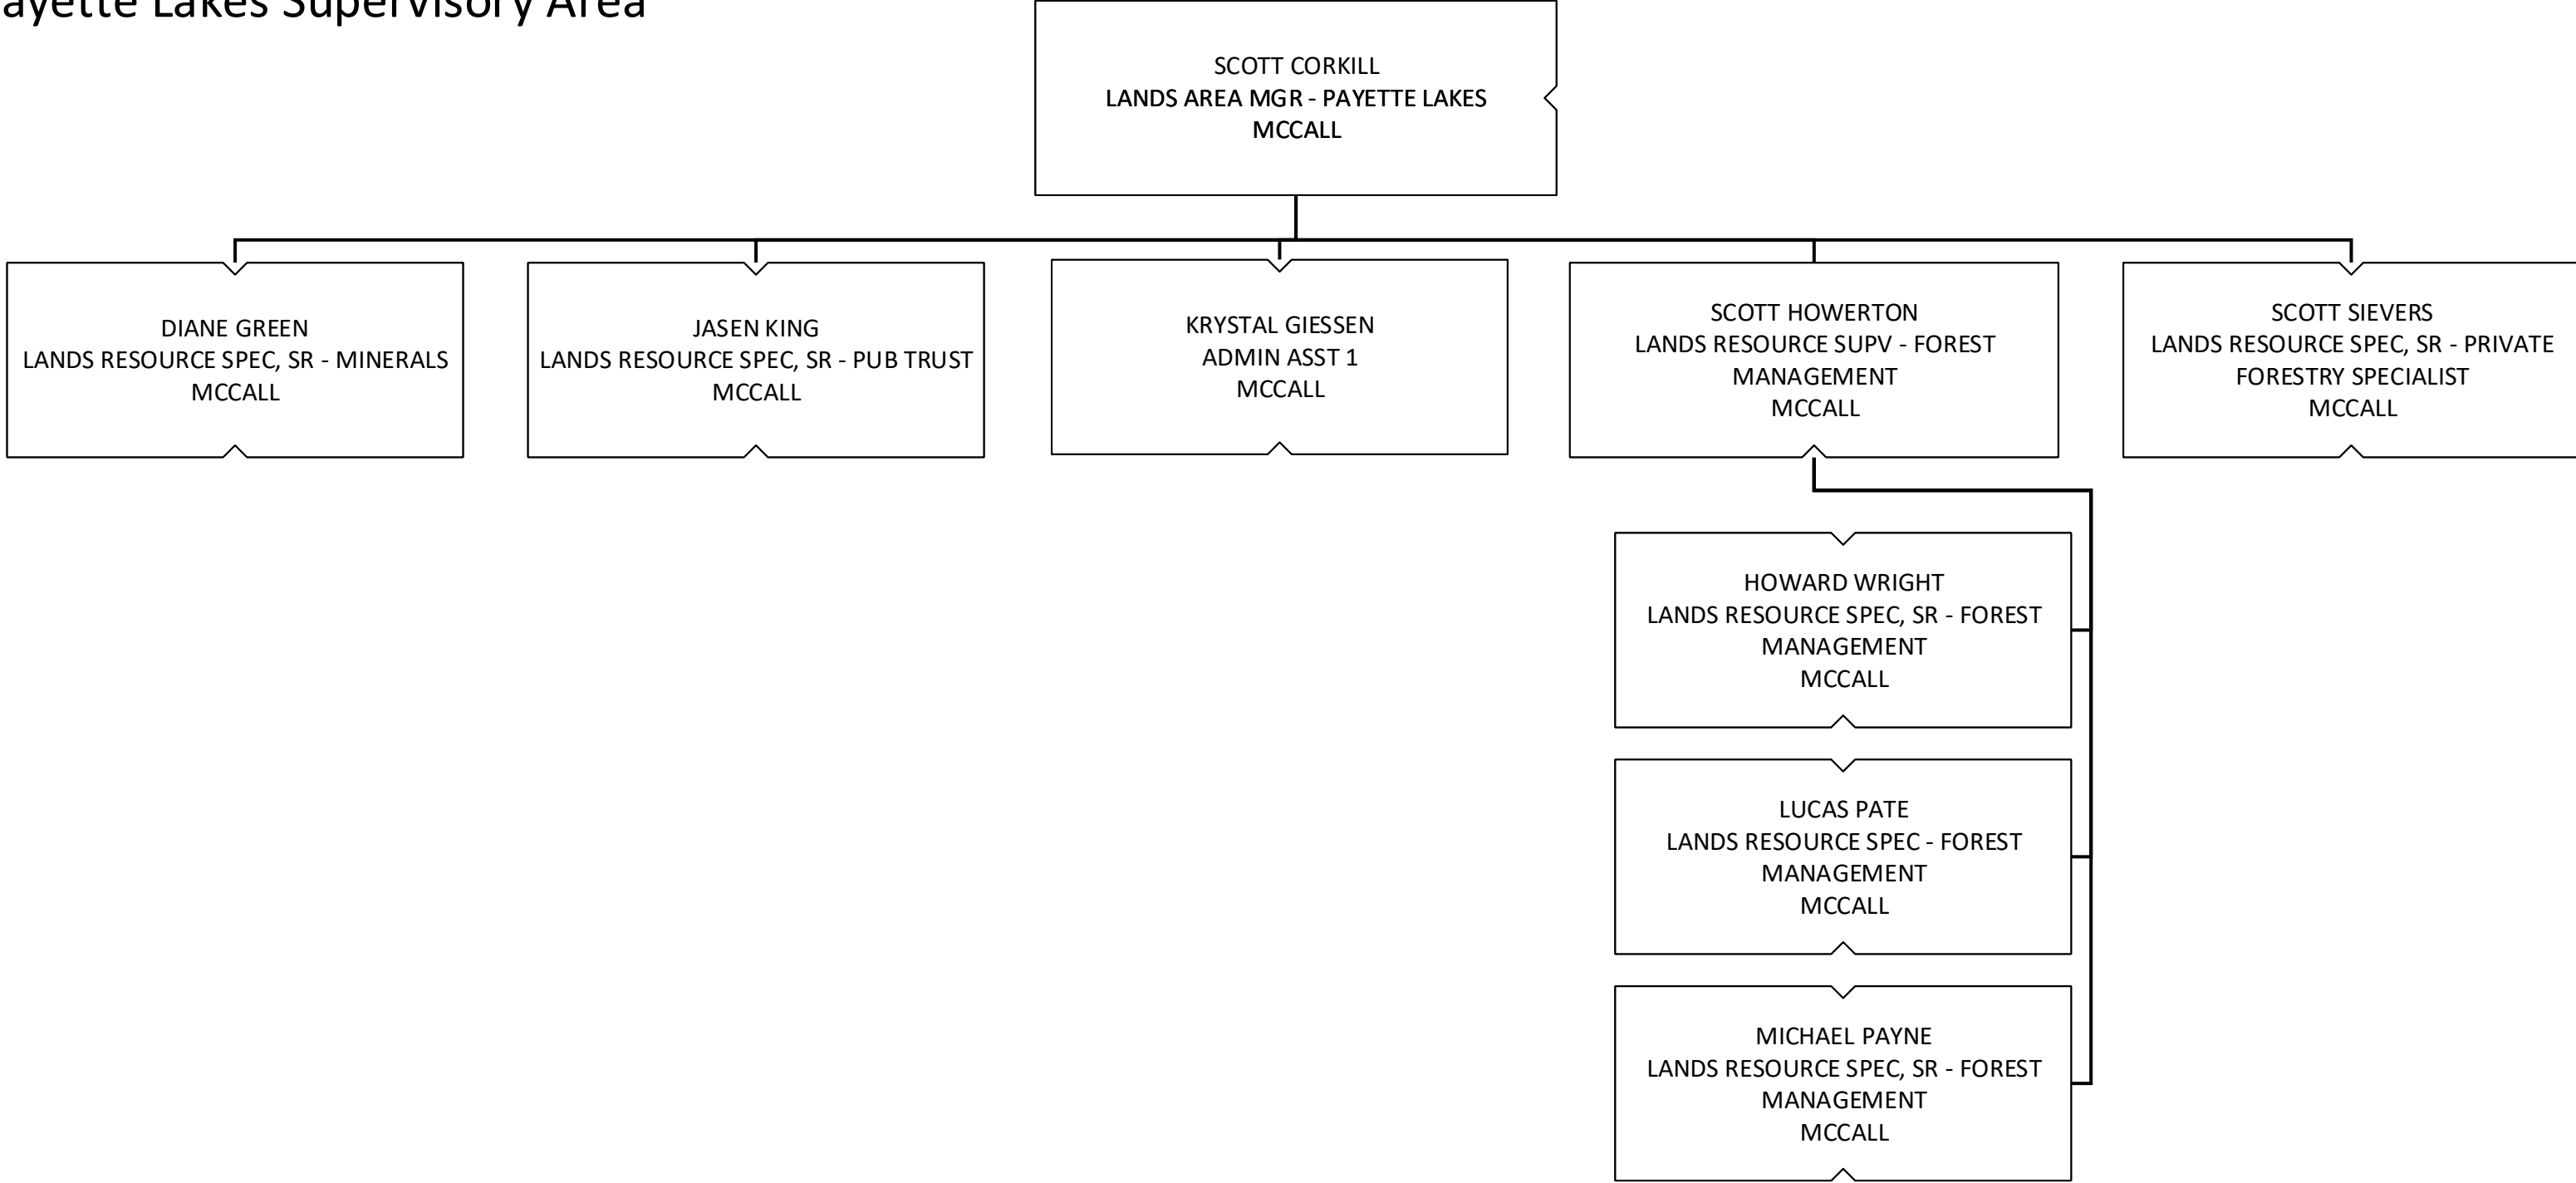 ayette Lakes Supervisory Area
SCOTT CORKILL
LANDS AREA MGR - PAYETTE LAKES
MCCALL
DIANE GREEN
LANDS RESOURCE SPEC, SR - MINERALS
MCCALL
JASEN KING
LANDS RESOURCE SPEC, SR - PUB TRUST
MCCALL
KRYSTAL GIESSEN
ADMIN ASST 1
MCCALL
SCOTT HOWERTON
LANDS RESOURCE SUPV - FOREST
MANAGEMENT
MCCALL
SCOTT SIEVERS
LANDS RESOURCE SPEC, SR - PRIVATE
FORESTRY SPECIALIST
MCCALL
HOWARD WRIGHT
LANDS RESOURCE SPEC, SR - FOREST
MANAGEMENT
MCCALL
LUCAS PATE
LANDS RESOURCE SPEC - FOREST
MANAGEMENT
MCCALL
MICHAEL PAYNE
LANDS RESOURCE SPEC, SR - FOREST
MANAGEMENT
MCCALL